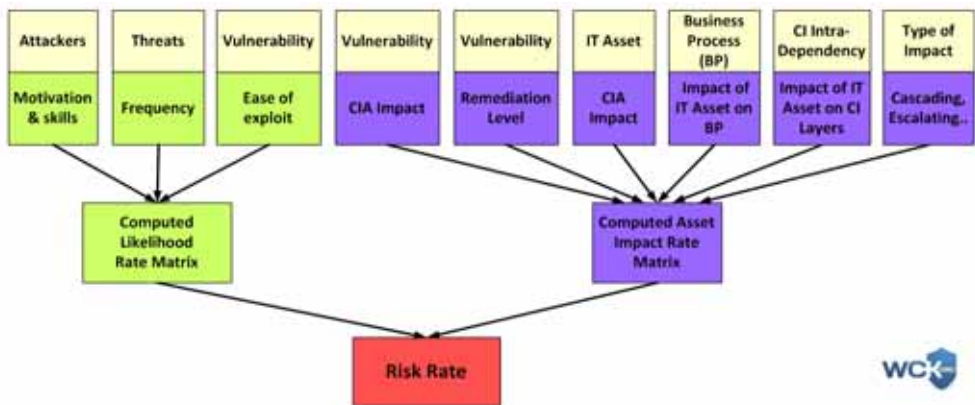 Attackers
Threats
Vulnerability
Vulnerability
Vulnerability
IT Asset
Business
Process
(BP)
CI Intra-
Dependency
Type of
Impact
Motivation
& skills
Frequency
Ease of
exploit
CIA Impact
Remediation
Level
CIA
Impact
Impact of
IT Asset on
BP
Impact of IT
Asset on CI
Layers
Cascading,
Escalating..
Computed
Likelihood
Rate Matrix
Computed Asset
Impact Rate
Matrix
Risk Rate
WCK